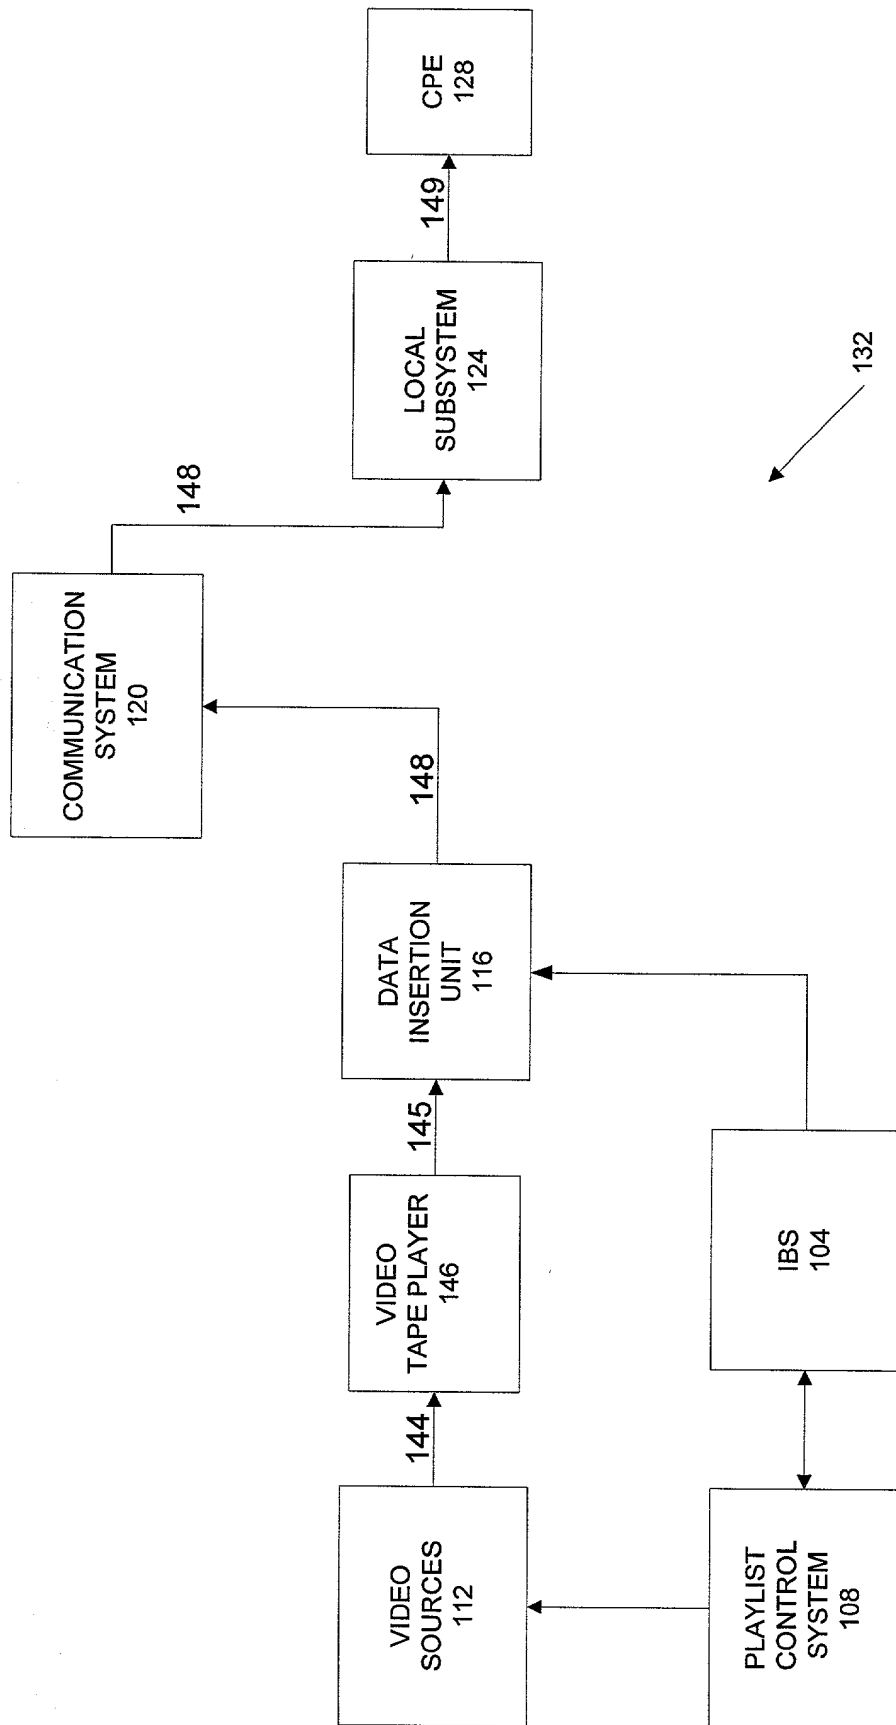 COMMUNICATION
SYSTEM
120
148
148
LOCAL
SUBSYSTEM
124
149
CPE
128
VIDEO
SOURCES
112
144
VIDEO
TAPE PLAYER
146
145
DATA
INSERTION
UNIT
116
PLAYLIST
CONTROL
SYSTEM
108
IBS
104
132